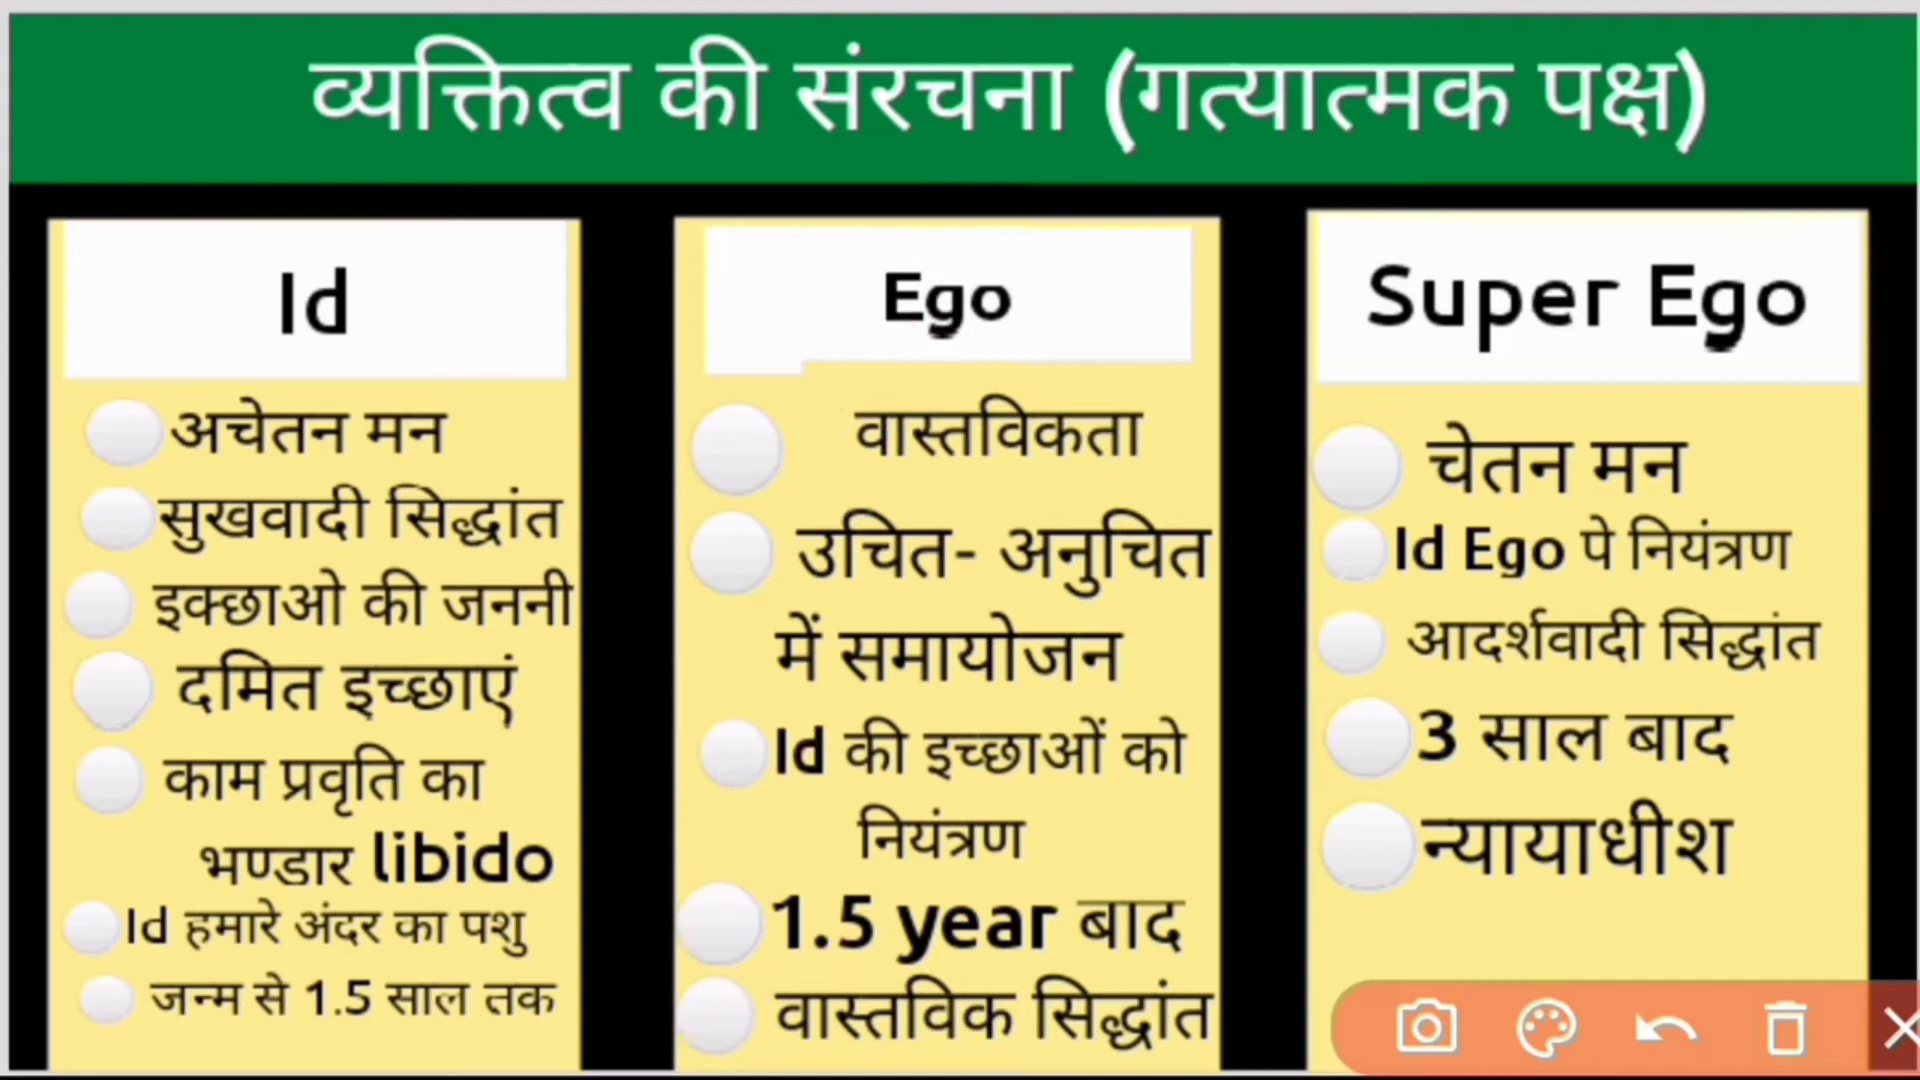 व्यक्तित्व की संरचना (गत्यात्मक पक्ष)
Id
अचेतन मन
सुखवादी सिद्धांत
इक्छाओ की जननी
दमित इच्छाएं
काम प्रवृति का
भण्डार libido
Id हमारे अंदर का पशु
जन्म से 1.5 साल तक
Ego
वास्तविकता
उचित- अनुचित
में समायोजन
Id की इच्छाओं को
नियंत्रण
1.5 year बाद
वास्तविक सिद्धांत
Super Ego
चेतन मन
Id Ego पे नियंत्रण
आदर्शवादी सिद्धांत
3 साल बाद
न्यायाधीश